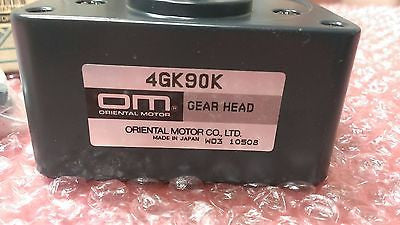 4GK90K
OM
ORIENTAL MOTOR
GEAR HEAD
ORIENTAL MOTOR CO., LTD.
MADE IN JAPAN W03 10508